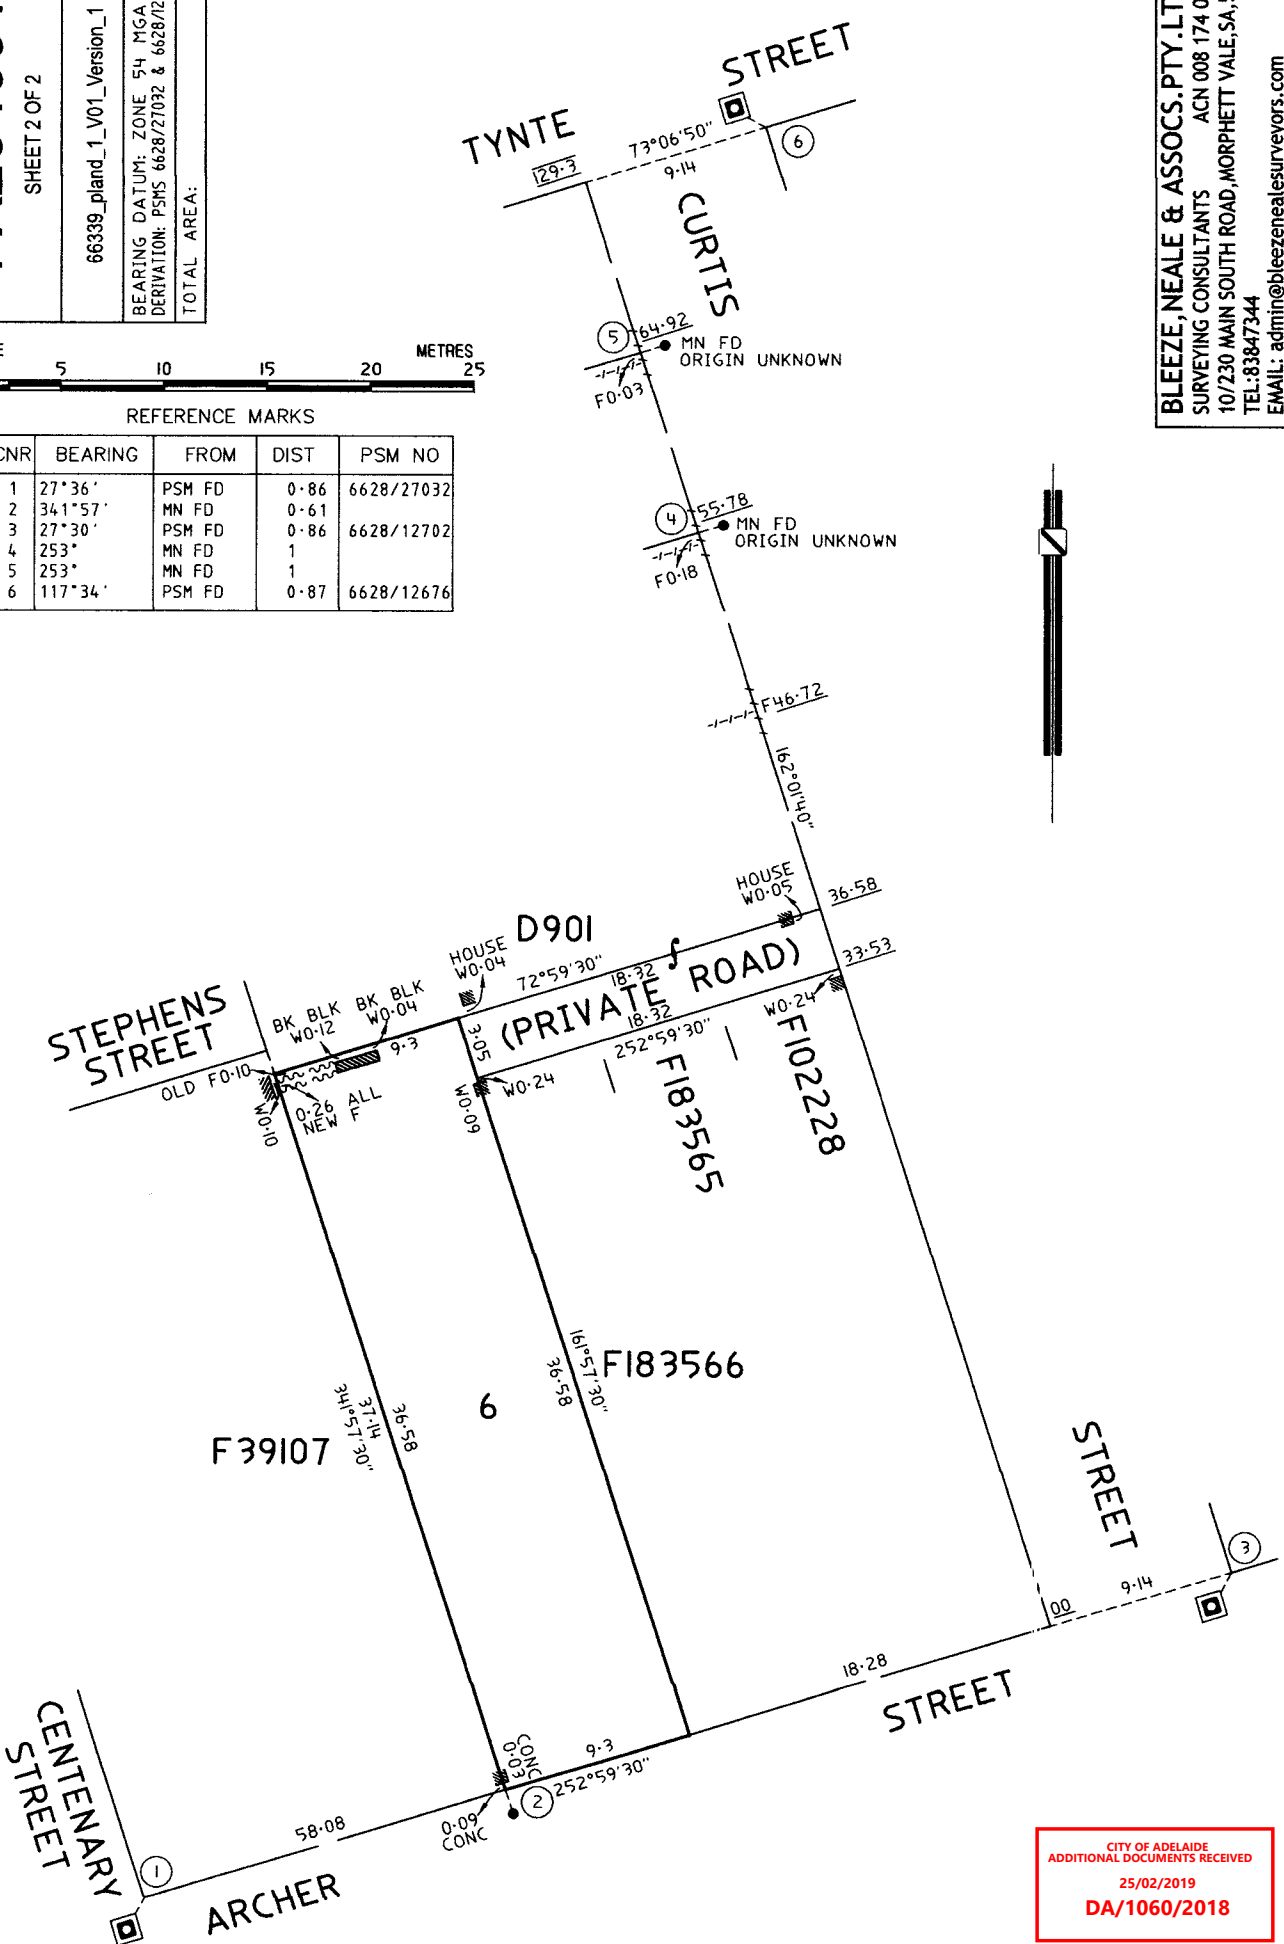 SHEET 2 OF 2
66339_pland_1_V01_Version_1
BEARING DATUM: ZONE 54 MGA
DERIVATION: PSMS 6628/27032 & 6628/12
TOTAL AREA:
5 10 15 20 25
METRES
REFERENCE MARKS
CNR BEARING FROM DIST PSM NO
1 27°36' PSM FD 0·86 6628/27032
2 341°57' MN FD 0·61
3 27°30' PSM FD 0·86 6628/12702
4 253° MN FD 1
5 253° MN FD 1
6 117°34' PSM FD 0·87 6628/12676
BLEEZE, NEALE & ASSOCS. PTY. LT
SURVEYING CONSULTANTS ACN 008 174 0
10/230 MAIN SOUTH ROAD, MORPHETT VALE, SA,
TEL:83847344
EMAIL: admin@bleezenealesurveyors.com
TYNTE
STREET
73°06'50"
129·3
9·14
6
CURTIS
5
64·92
MN FD
ORIGIN UNKNOWN
F0·03
4
55·78
MN FD
ORIGIN UNKNOWN
F0·18
F46·72
162°01'40"
HOUSE
W0·05
36·58
D901
HOUSE
W0·04
72°59'30"
18·32
(PRIVATE ROAD)
33·53
STEPHENS
STREET
BK BLK
W0·12
BK BLK
W0·04
9·3
3·05
18·32
252°59'30"
W0·24
OLD F0·10
W0·10
0·26 ALL
NEW F
W0·09
W0·24
F183565
F102228
341°57'30"
37·14
36·58
6
36·58
161°57'30"
F183566
F39107
STREET
3
9·14
00
18·28
STREET
CENTENARY
STREET
CONC
0·03
9·3
252°59'30"
2
0·09
CONC
58·08
1
ARCHER
CITY OF ADELAIDE
ADDITIONAL DOCUMENTS RECEIVED
25/02/2019
DA/1060/2018